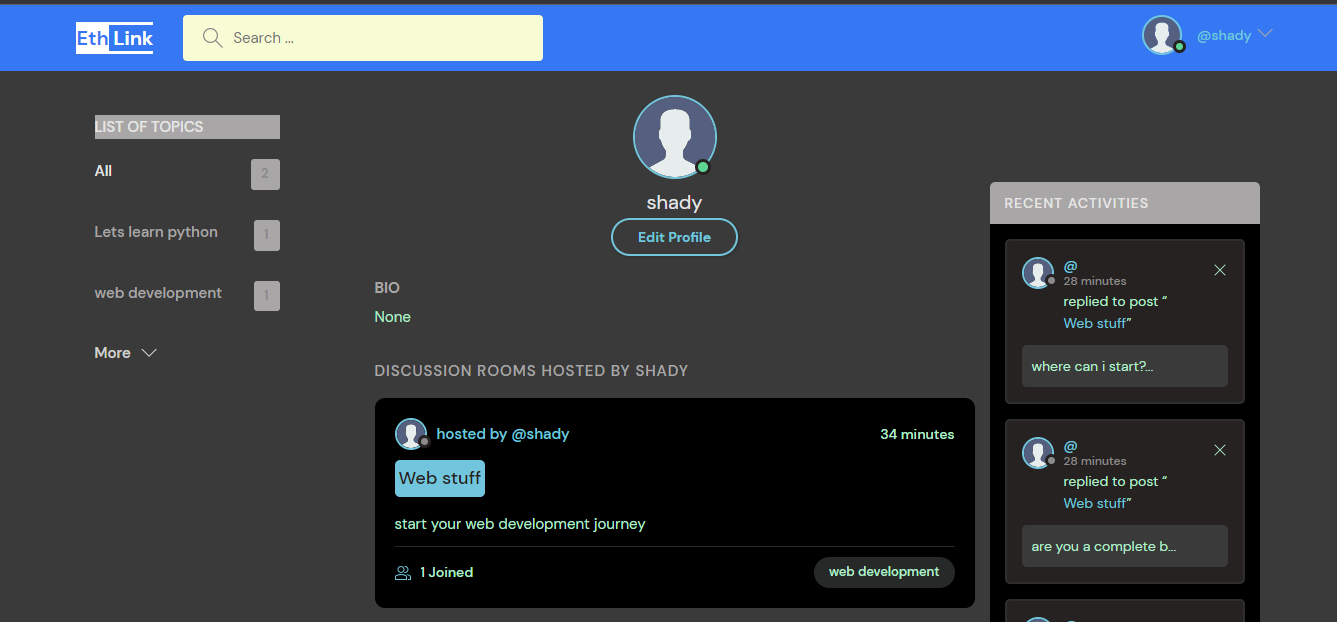 EthLink
Search ...
@shady
LIST OF TOPICS
All
2
Lets learn python
1
web development
1
More
shady
Edit Profile
BIO
None
DISCUSSION ROOMS HOSTED BY SHADY
hosted by @shady
34 minutes
Web stuff
start your web development journey
1 Joined
web development
RECENT ACTIVITIES
@
28 minutes
replied to post “
Web stuff”
where can i start?...
@
28 minutes
replied to post “
Web stuff”
are you a complete b...